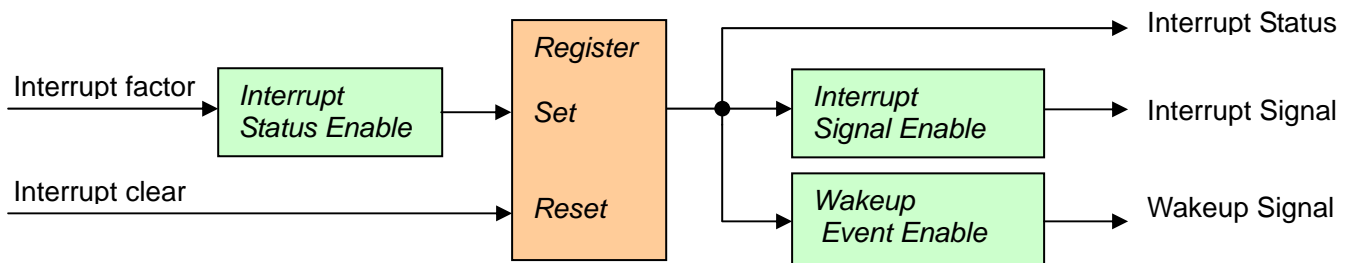 Interrupt factor
Interrupt
Status Enable
Interrupt clear
Register
Set
Reset
Interrupt
Signal Enable
Wakeup
Event Enable
Interrupt Status
Interrupt Signal
Wakeup Signal